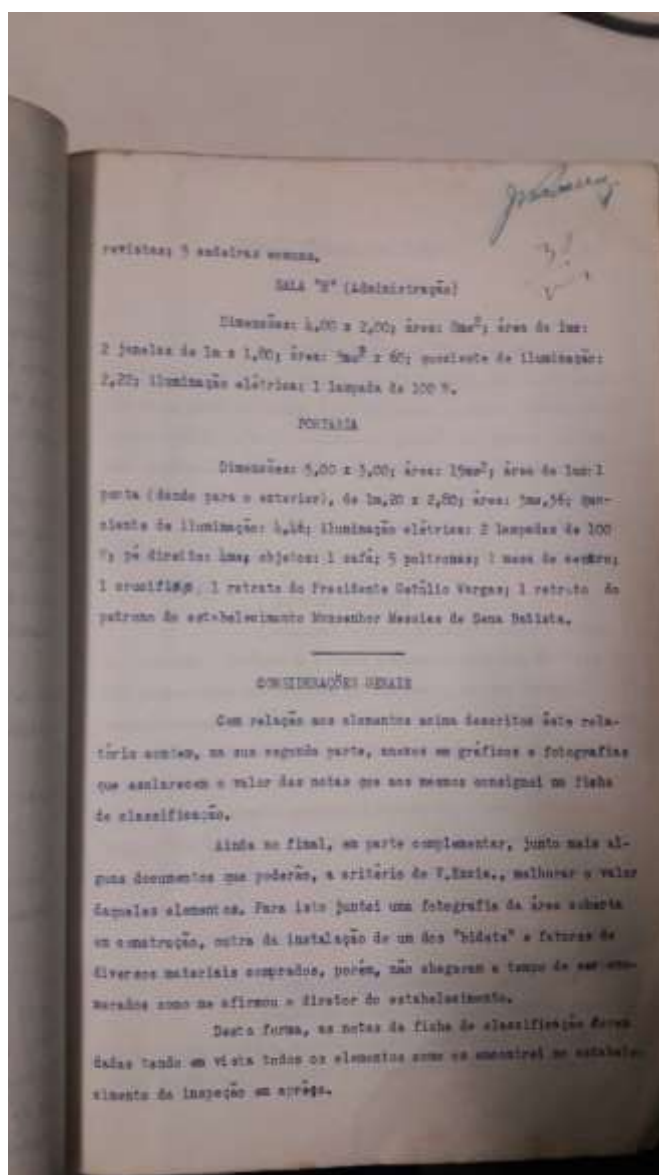 revistas; 5 cadeiras comuns.
SALA "H" (Administração)
Dimensões: 4,00 x 2,00; área: 8ms²; área de luz:
2 janelas de 1m x 1,80; área: 3ms² x 60; quociente de iluminação:
2,22; iluminação elétrica: 1 lampada de 100 W.
PORTARIA
Dimensões: 5,00 x 3,00; área: 15ms²; área de luz: 1
porta (dando para o exterior), de 1m,20 x 2,80; área: 3ms,36; quo-
ciente de iluminação: 4,46; iluminação elétrica: 2 lampadas de 100
W; pé direito: 4ms; objetos: 1 sofá; 5 poltronas; 1 mesa de centro;
1 crucifixo; 1 retrato do Presidente Getúlio Vargas; 1 retrato do
patrono do estabelecimento Monsenhor Messias de Sena Batista.
CONSIDERAÇÕES GERAIS
Com relação aos elementos acima descritos êste rela-
tório contem, na sua segunda parte, anexos em gráficos e fotografias
que esclarecem o valor das notas que aos mesmos consignei na ficha
de classificação.
Ainda no final, em parte complementar, junto mais al-
guns documentos que poderão, a critério de V.Excia., melhorar o valor
daqueles elementos. Para isto juntei uma fotografia da área coberta
em construção, outra da instalação de um dos "bidets" e faturas de
diversos materiais comprados, porém, não chegaram a tempo de ser enu-
merados como me afirmou o diretor do estabelecimento.
Desta forma, as notas da ficha de classificação foram
dadas tendo em vista todos os elementos como os encontrei no estabele-
cimento de inspeção em aprêço.